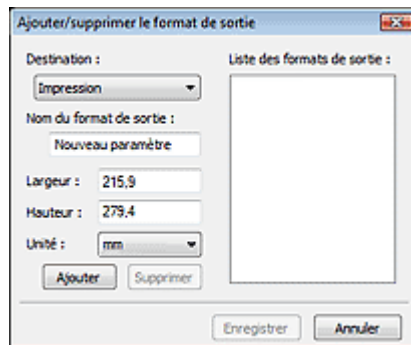 Ajouter/supprimer le format de sortie
Destination :
Impression
Nom du format de sortie :
Nouveau paramètre
Largeur : 215,9
Hauteur : 279,4
Unité : mm
Ajouter Supprimer
Liste des formats de sortie :
Enregistrer Annuler